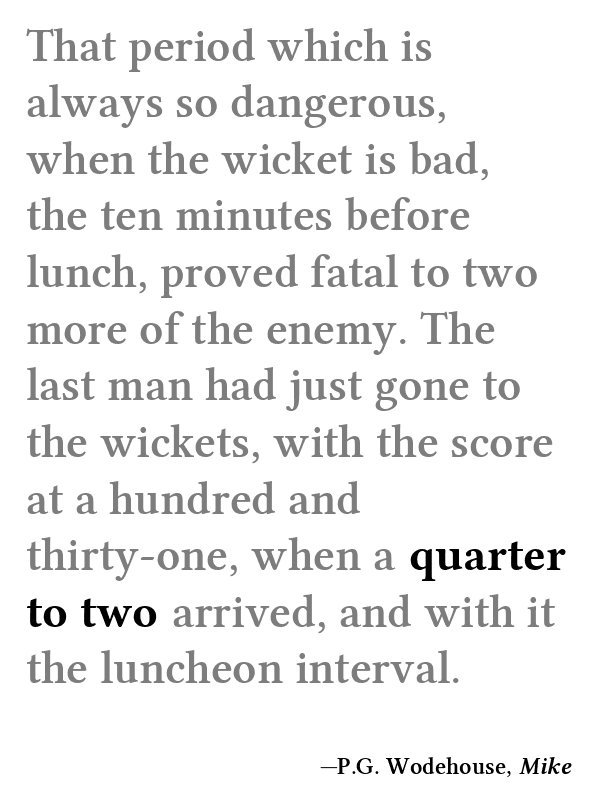 That period which is
always so dangerous,
when the wicket is bad,
the ten minutes before
lunch, proved fatal to two
more of the enemy. The
last man had just gone to
the wickets, with the score
at a hundred and
thirty-one, when a quarter
to two arrived, and with it
the luncheon interval.
—P.G. Wodehouse, Mike